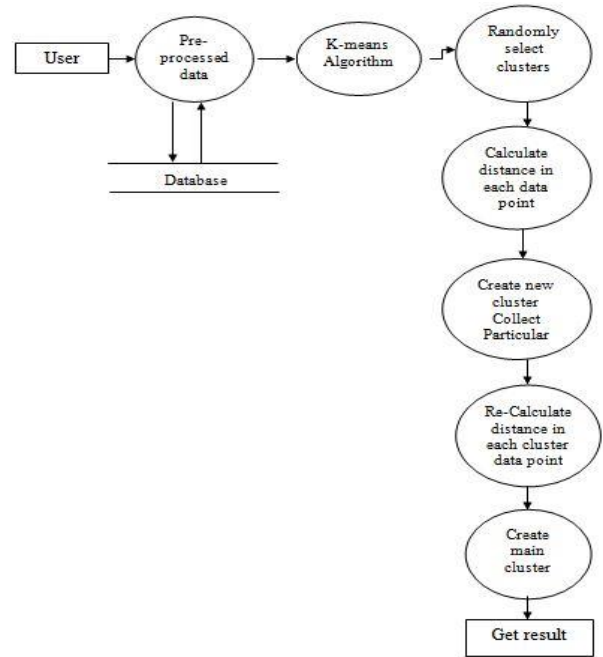 User
Pre-
processed
data
K-means
Algorithm
Randomly
select
clusters
Database
Calculate
distance in
each data
point
Create new
cluster
Collect
Particular
Re-Calculate
distance in
each cluster
data point
Create
main
cluster
Get result